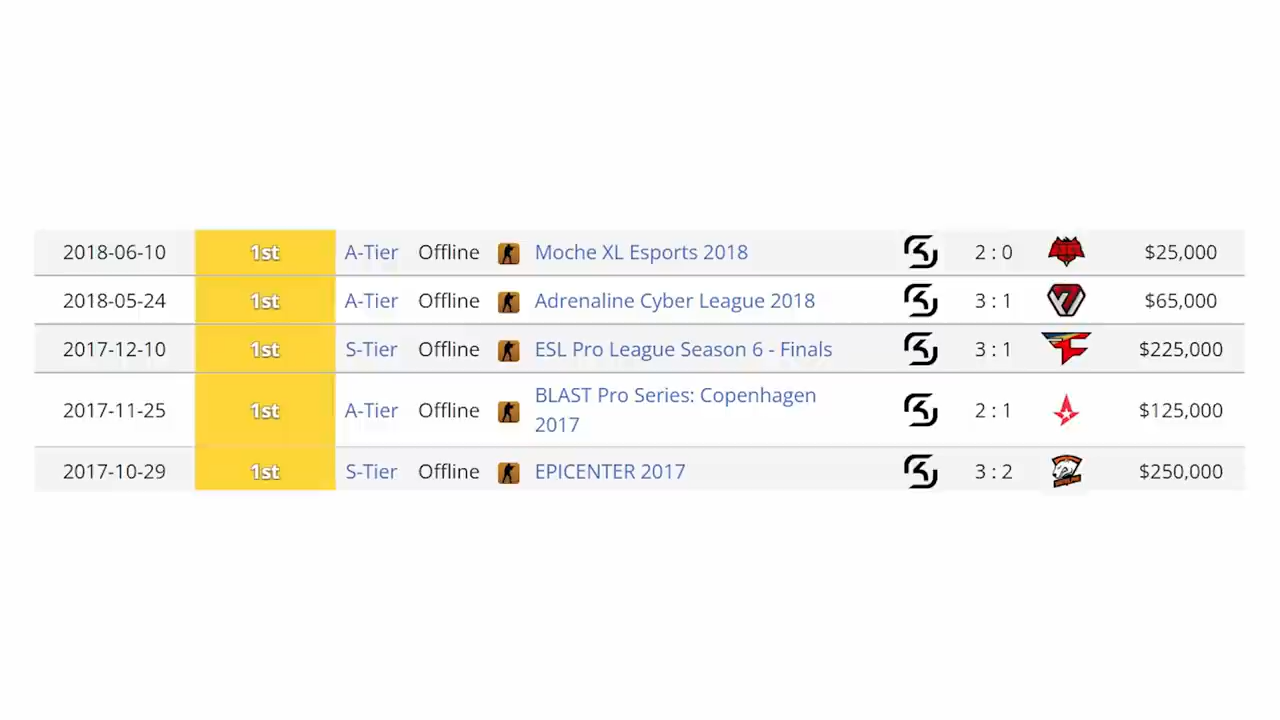 2018-06-10 1st A-Tier Offline Moche XL Esports 2018 2 : 0 $25,000
2018-05-24 1st A-Tier Offline Adrenaline Cyber League 2018 3 : 1 $65,000
2017-12-10 1st S-Tier Offline ESL Pro League Season 6 - Finals 3 : 1 $225,000
2017-11-25 1st A-Tier Offline BLAST Pro Series: Copenhagen
2017 2 : 1 $125,000
2017-10-29 1st S-Tier Offline EPICENTER 2017 3 : 2 $250,000